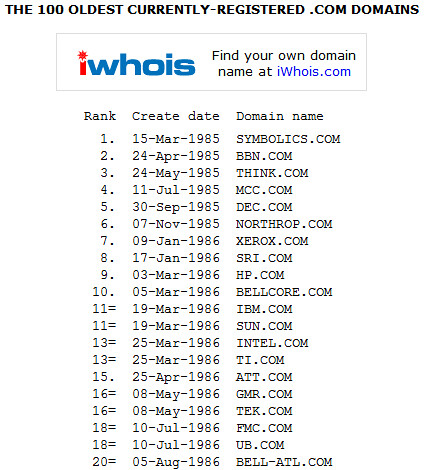 THE 100 OLDEST CURRENTLY-REGISTERED .COM DOMAINS
iwhois
Find your own domain
name at iWhois.com
Rank Create date Domain name
1. 15-Mar-1985 SYMBOLICS.COM
2. 24-Apr-1985 BBN.COM
3. 24-May-1985 THINK.COM
4. 11-Jul-1985 MCC.COM
5. 30-Sep-1985 DEC.COM
6. 07-Nov-1985 NORTHROP.COM
7. 09-Jan-1986 XEROX.COM
8. 17-Jan-1986 SRI.COM
9. 03-Mar-1986 HP.COM
10. 05-Mar-1986 BELLCORE.COM
11= 19-Mar-1986 IBM.COM
11= 19-Mar-1986 SUN.COM
13= 25-Mar-1986 INTEL.COM
13= 25-Mar-1986 TI.COM
15. 25-Apr-1986 ATT.COM
16= 08-May-1986 GMR.COM
16= 08-May-1986 TEK.COM
18= 10-Jul-1986 FMC.COM
18= 10-Jul-1986 UB.COM
20= 05-Aug-1986 BELL-ATL.COM